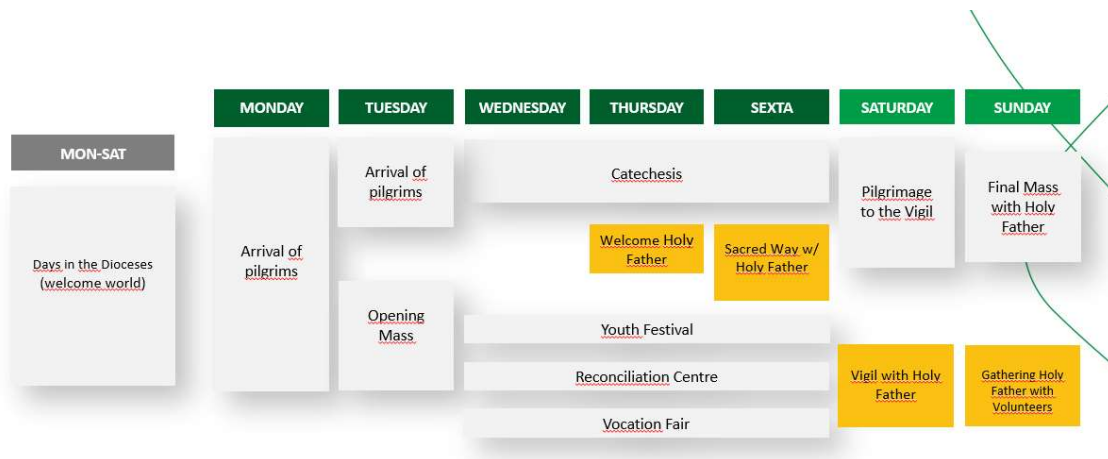 MONDAY
TUESDAY
WEDNESDAY
THURSDAY
SEXTA
SATURDAY
SUNDAY
MON-SAT
Days in the Dioceses
(welcome world)
Arrival of
pilgrims
Arrival of
pilgrims
Opening
Mass
Catechesis
Welcome Holy
Father
Sacred Way w/
Holy Father
Youth Festival
Reconciliation Centre
Vocation Fair
Pilgrimage
to the Vigil
Vigil with Holy
Father
Final Mass
with Holy
Father
Gathering Holy
Father with
Volunteers